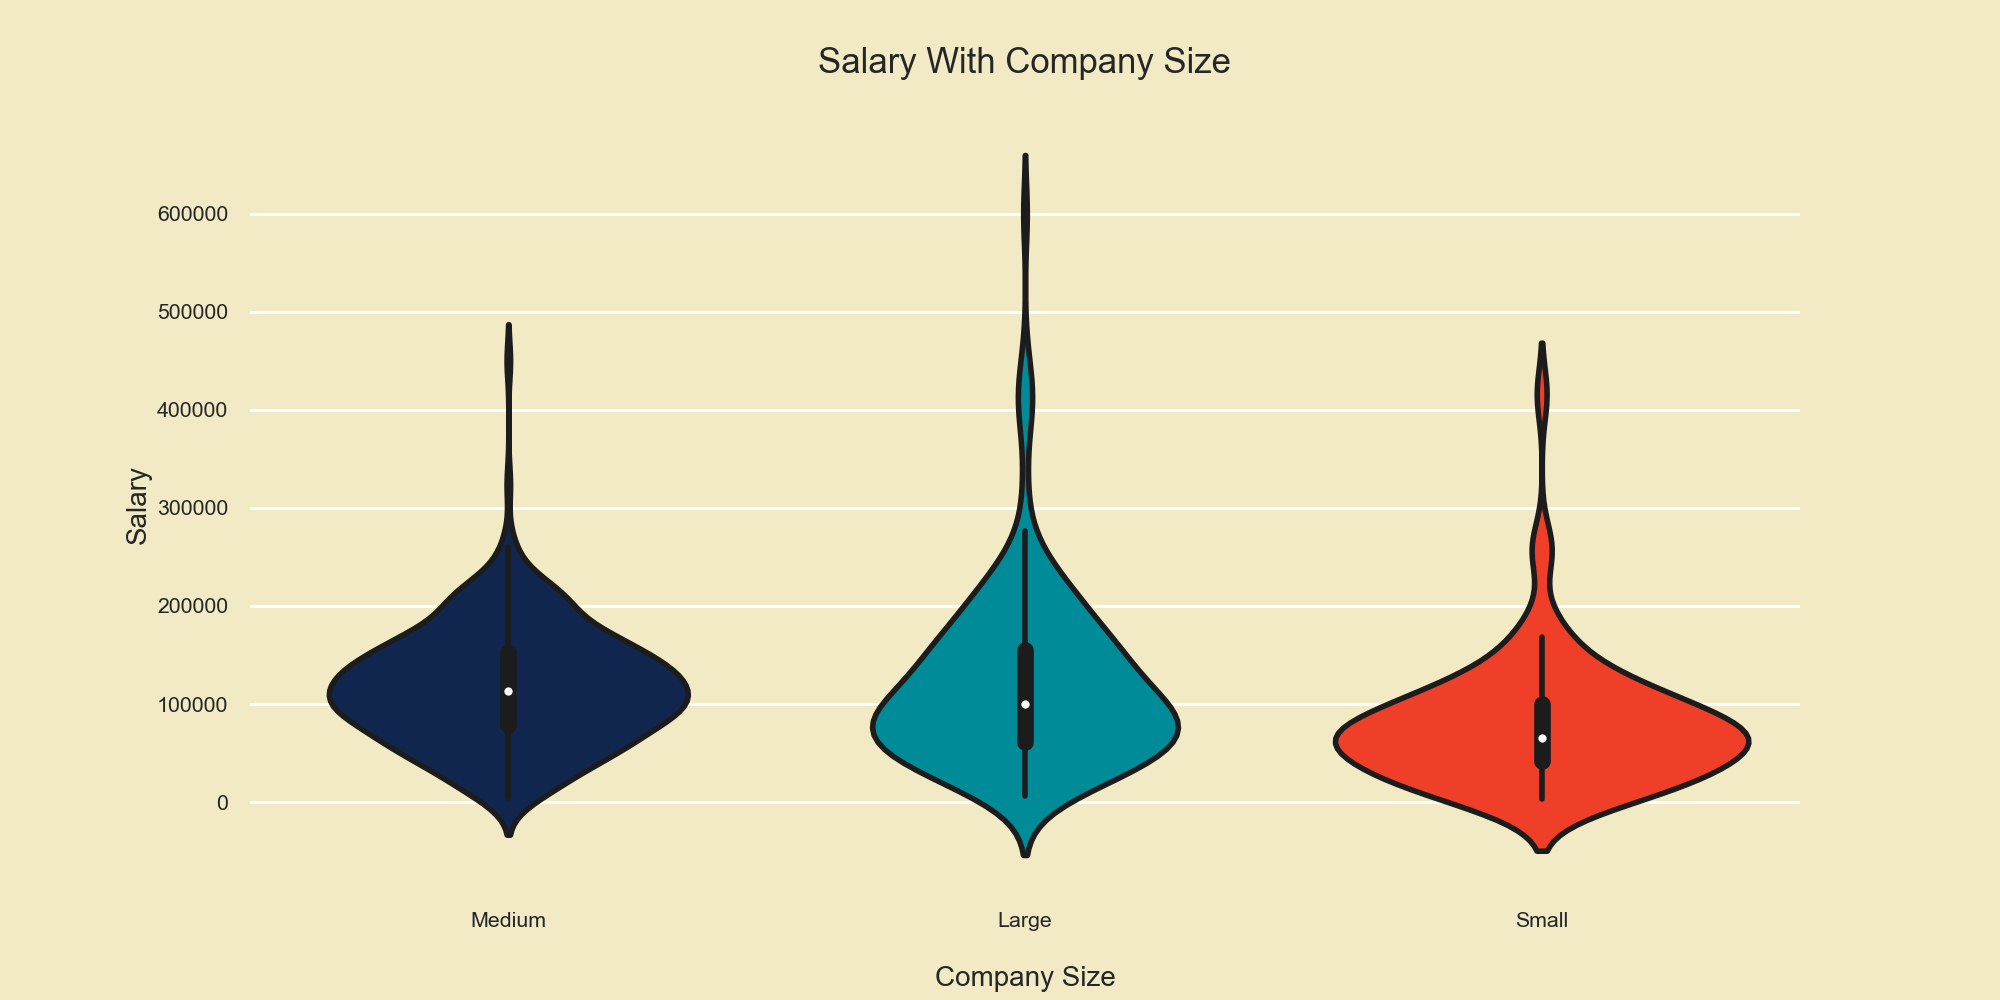 Salary With Company Size
600000
500000
400000
300000
200000
100000
0
Salary
Medium
Large
Small
Company Size